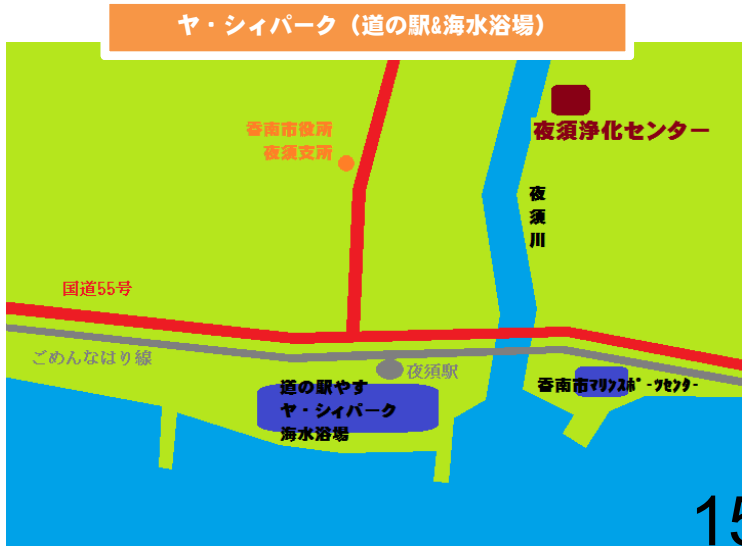 ヤ・シィパーク（道の駅&海水浴場）
香南市役所
夜須支所
夜須浄化センター
夜須川
国道55号
ごめんなはり線
夜須駅
道の駅やす
ヤ・シィパーク
海水浴場
香南市ﾏﾘﾝｽﾎﾟｰﾂｾﾝﾀｰ
15